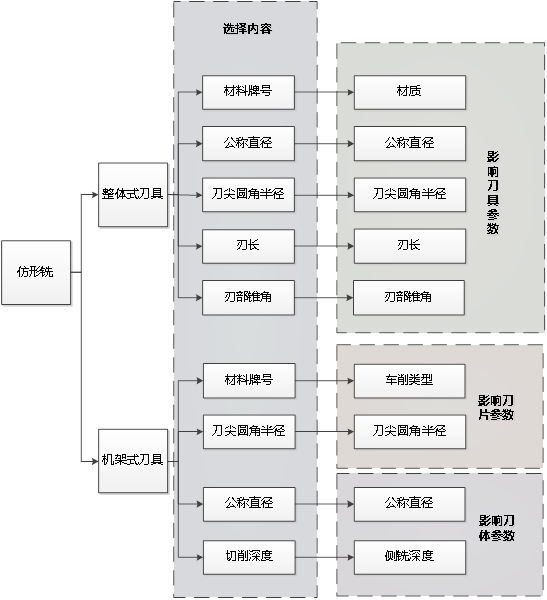 选择内容
材料牌号
材质
公称直径
公称直径
整体式刀具
刀尖圆角半径
刀尖圆角半径
影响刀具参数
刃长
刃长
仿形铣
刃部锥角
刃部锥角
材料牌号
车削类型
影响刀
片参数
刀尖圆角半径
刀尖圆角半径
机架式刀具
公称直径
公称直径
影响刀
体参数
切削深度
侧铣深度